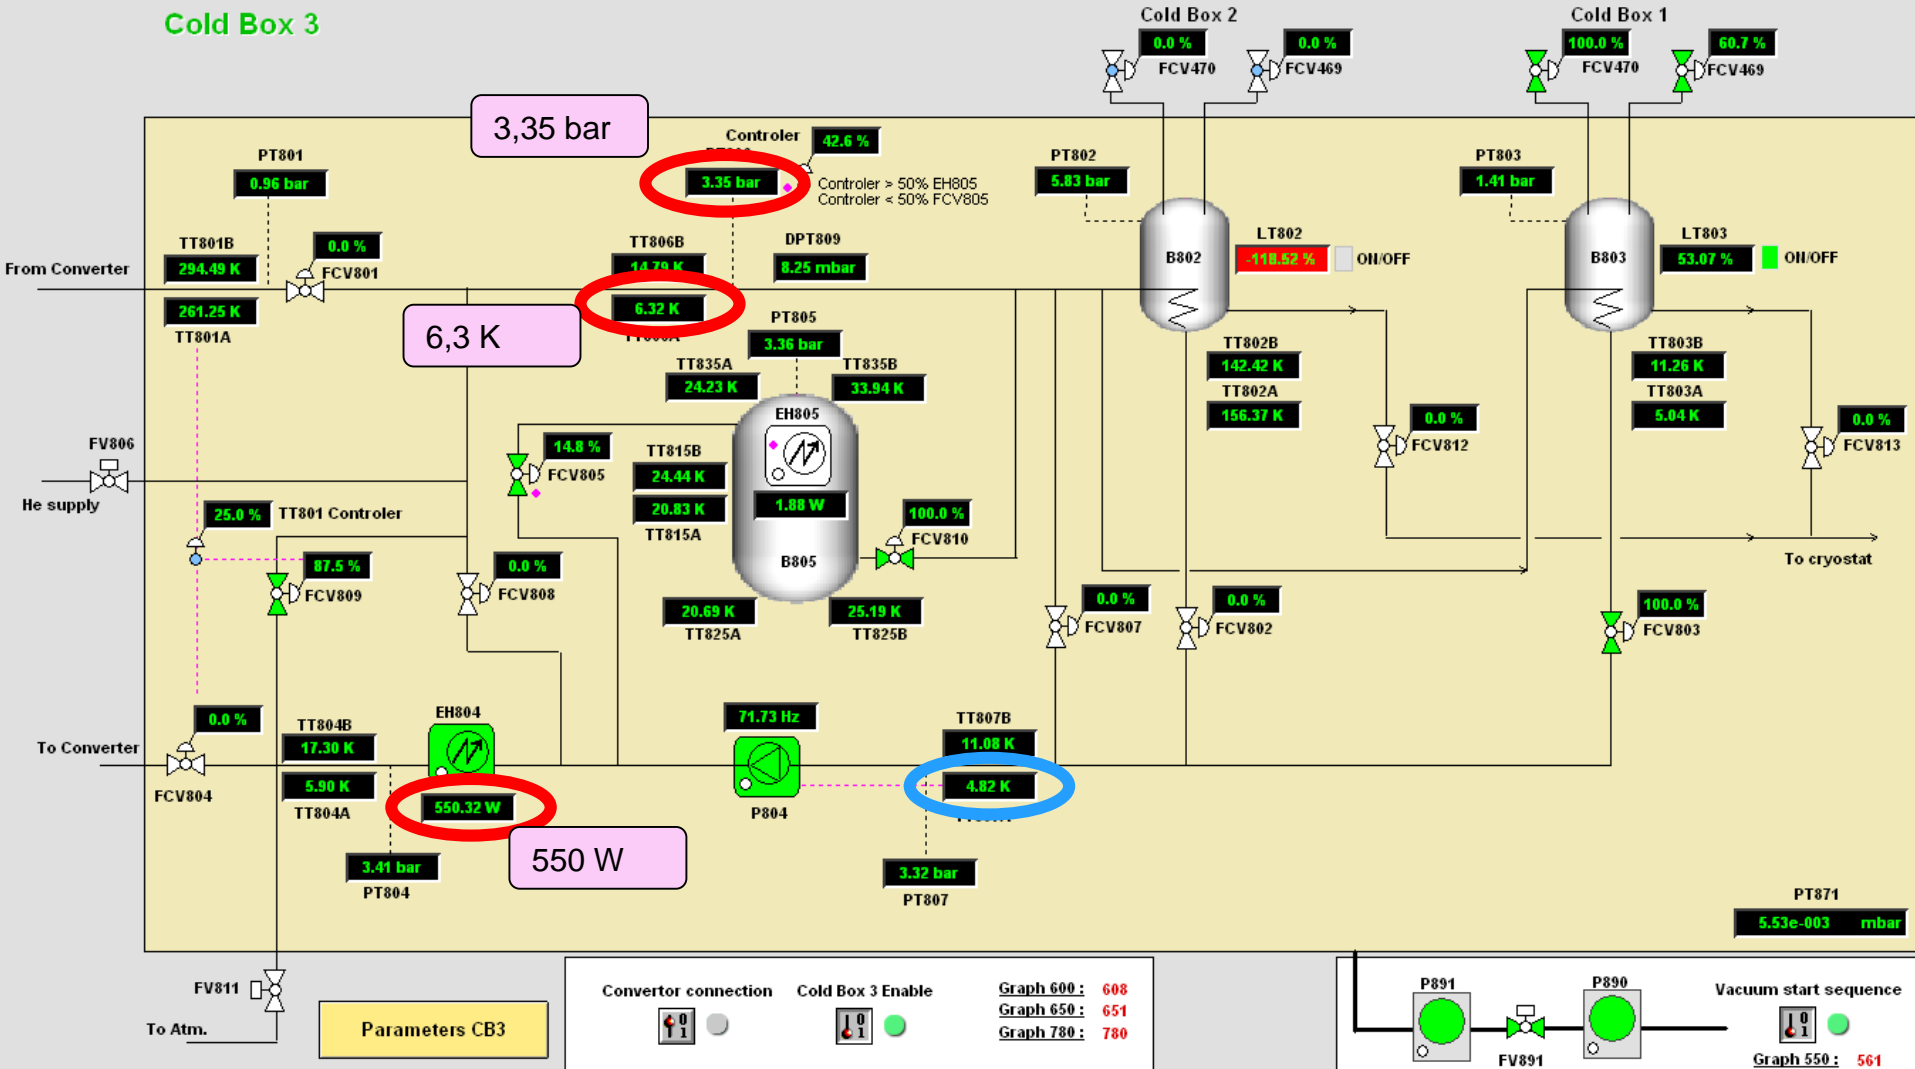 Cold Box 3
Cold Box 2
Cold Box 1
0.0 %
FCV470
0.0 %
FCV469
100.0 %
FCV470
60.7 %
FCV469
3,35 bar
Controler
42.6 %
3.35 bar
Controler > 50% EH805
Controler < 50% FCV805
PT801
0.96 bar
PT802
5.83 bar
PT803
1.41 bar
TT801B
294.49 K
0.0 %
FCV801
From Converter
261.25 K
TT801A
TT806B
14.79 K
6.32 K
DPT809
8.25 mbar
6,3 K
B802
LT802
-118.52 %
ON/OFF
B803
LT803
53.07 %
ON/OFF
PT805
3.36 bar
TT835A
24.23 K
TT835B
33.94 K
EH805
1.88 W
B805
TT802B
142.42 K
TT802A
156.37 K
TT803B
11.26 K
TT803A
5.04 K
0.0 %
FCV812
0.0 %
FCV813
FV806
He supply
14.8 %
FCV805
TT815B
24.44 K
20.83 K
TT815A
100.0 %
FCV810
25.0 %
TT801 Controler
87.5 %
FCV809
0.0 %
FCV808
To cryostat
20.69 K
TT825A
25.19 K
TT825B
0.0 %
FCV807
0.0 %
FCV802
100.0 %
FCV803
0.0 %
To Converter
FCV804
TT804B
17.30 K
5.90 K
TT804A
EH804
550.32 W
71.73 Hz
P804
TT807B
11.08 K
4.82 K
550 W
3.41 bar
PT804
3.32 bar
PT807
PT871
5.53e-003 mbar
FV811
To Atm.
Parameters CB3
Convertor connection
0
1
Cold Box 3 Enable
0
1
Graph 600 : 608
Graph 650 : 651
Graph 780 : 780
P891
FV891
P890
Vacuum start sequence
0
1
Graph 550 : 561